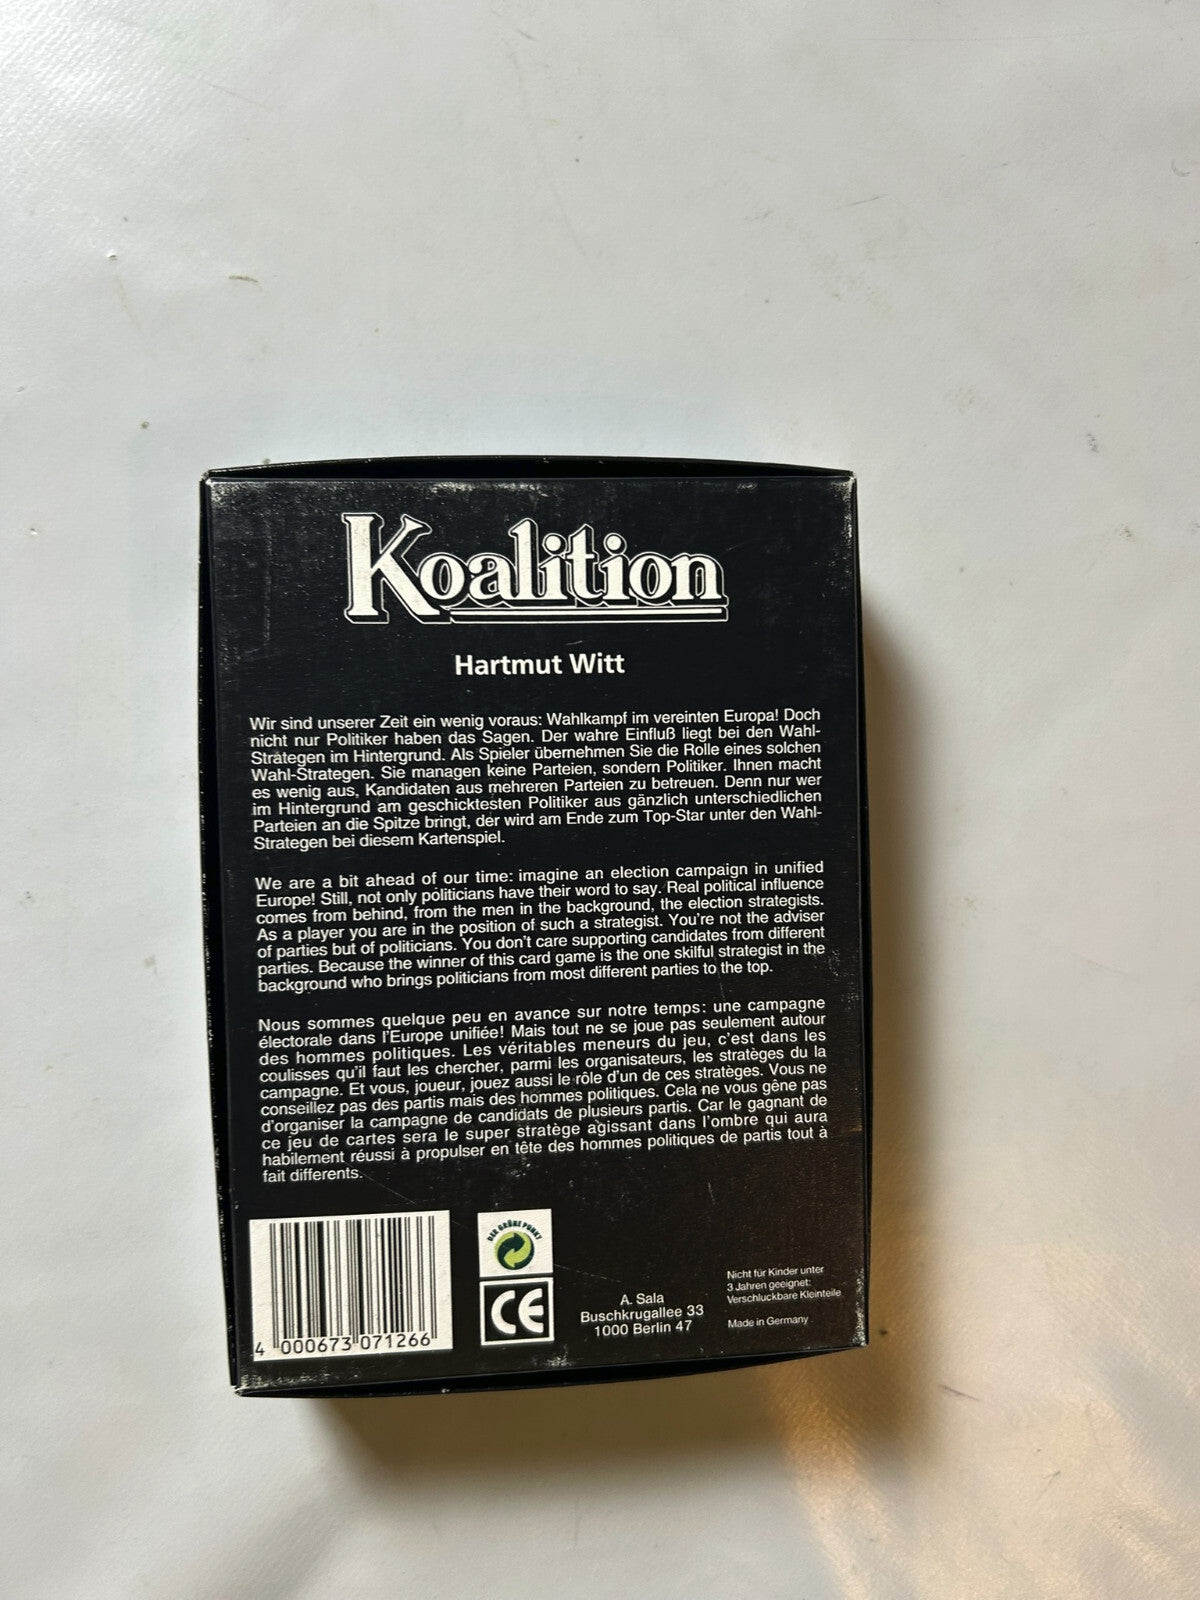 Koalition
Hartmut Witt
Wir sind unserer Zeit ein wenig voraus: Wahlkampf im vereinten Europa! Doch
nicht nur Politiker haben das Sagen. Der wahre Einfluß liegt bei den Wahl-
Strategen im Hintergrund. Als Spieler übernehmen Sie die Rolle eines solchen
Wahl-Strategen. Sie managen keine Parteien, sondern Politiker. Ihnen macht
es wenig aus, Kandidaten aus mehreren Parteien zu betreuen. Denn nur wer
im Hintergrund am geschicktesten Politiker aus gänzlich unterschiedlichen
Parteien an die Spitze bringt, der wird am Ende zum Top-Star unter den Wahl-
Strategen bei diesem Kartenspiel.
We are a bit ahead of our time: imagine an election campaign in unified
Europe! Still, not only politicians have their word to say. Real political influence
comes from behind, from the men in the background, the election strategists.
As a player you are in the position of such a strategist. You're not the adviser
of parties but of politicians. You don't care supporting candidates from different
parties. Because the winner of this card game is the one skilful strategist in the
background who brings politicians from most different parties to the top.
Nous sommes quelque peu en avance sur notre temps: une campagne
électorale dans l'Europe unifiée! Mais tout ne se joue pas seulement autour
des hommes politiques. Les véritables meneurs du jeu, c'est dans les
coulisses qu'il faut les chercher, parmi les organisateurs, les stratèges du la
campagne. Et vous, joueur, jouez aussi le rôle d'un de ces stratèges. Vous ne
conseillez pas des partis mais des hommes politiques. Cela ne vous gêne pas
d'organiser la campagne de candidats de plusieurs partis. Car le gagnant de
ce jeu de cartes sera le super stratège agissant dans l'ombre qui aura
habilement réussi à propulser en tête des hommes politiques de partis tout à
fait differents.
4 000673 071266
DER GRÜNE PUNKT
CE
A. Sala
Buschkrugallee 33
1000 Berlin 47
Nicht für Kinder unter
3 Jahren geeignet:
Verschluckbare Kleinteile
Made in Germany